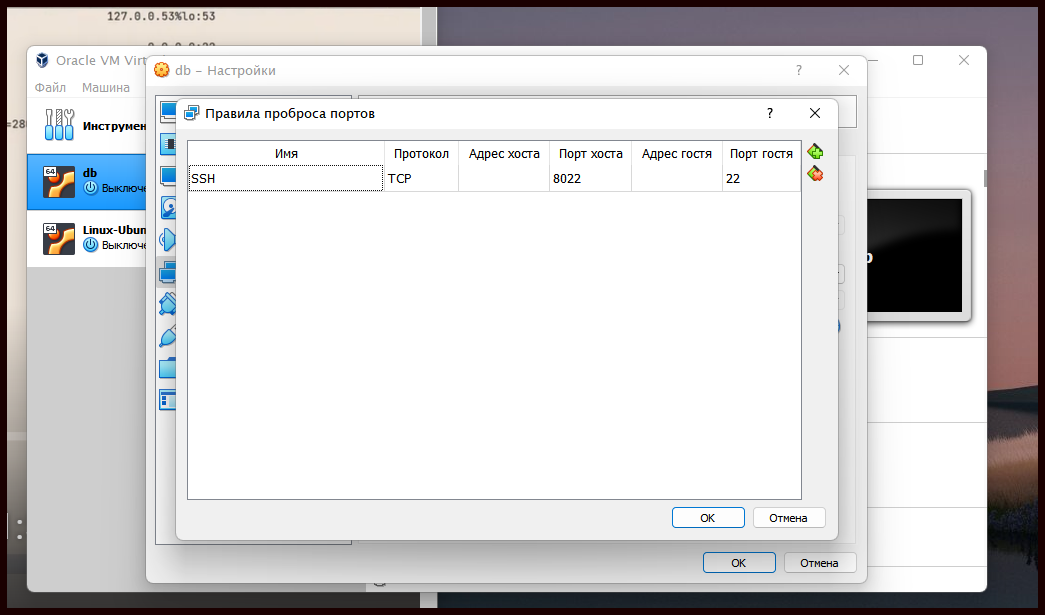 127.0.0.53%lo:53
Oracle VM Virt
db – Настройки
?
Файл Машина
Правила проброса портов
?
=28
Инструмен
Имя Протокол Адрес хоста Порт хоста Адрес гостя Порт гостя
SSH TCP 8022 22
64
db
Выключе
64
Linux-Ubun
Выключе
OK Отмена
OK Отмена